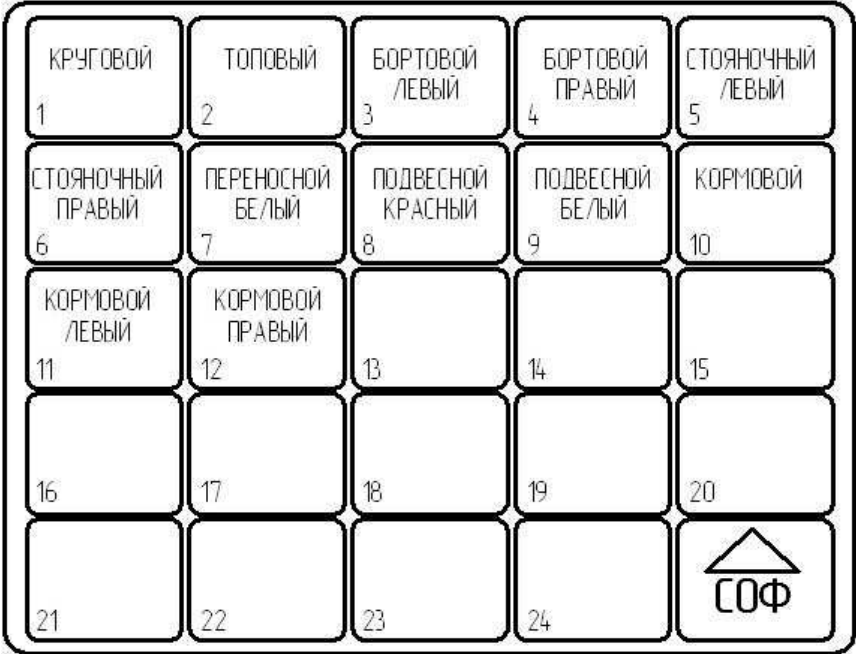 КРУГОВОЙ
1
ТОПОВЫЙ
2
БОРТОВОЙ
ЛЕВЫЙ
3
БОРТОВОЙ
ПРАВЫЙ
4
СТОЯНОЧНЫЙ
ЛЕВЫЙ
5
СТОЯНОЧНЫЙ
ПРАВЫЙ
6
ПЕРЕНОСНОЙ
БЕЛЫЙ
7
ПОДВЕСНОЙ
КРАСНЫЙ
8
ПОДВЕСНОЙ
БЕЛЫЙ
9
КОРМОВОЙ
10
КОРМОВОЙ
ЛЕВЫЙ
11
КОРМОВОЙ
ПРАВЫЙ
12
13
14
15
16
17
18
19
20
21
22
23
24
СОФ